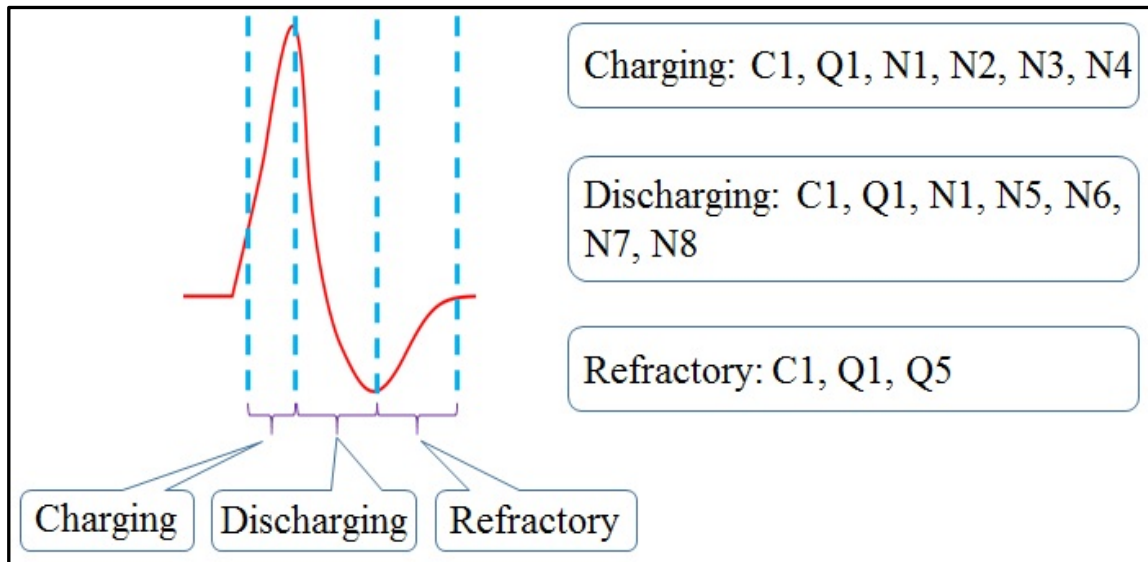 Charging: C1, Q1, N1, N2, N3, N4
Discharging: C1, Q1, N1, N5, N6,
N7, N8
Refractory: C1, Q1, Q5
Charging
Discharging
Refractory